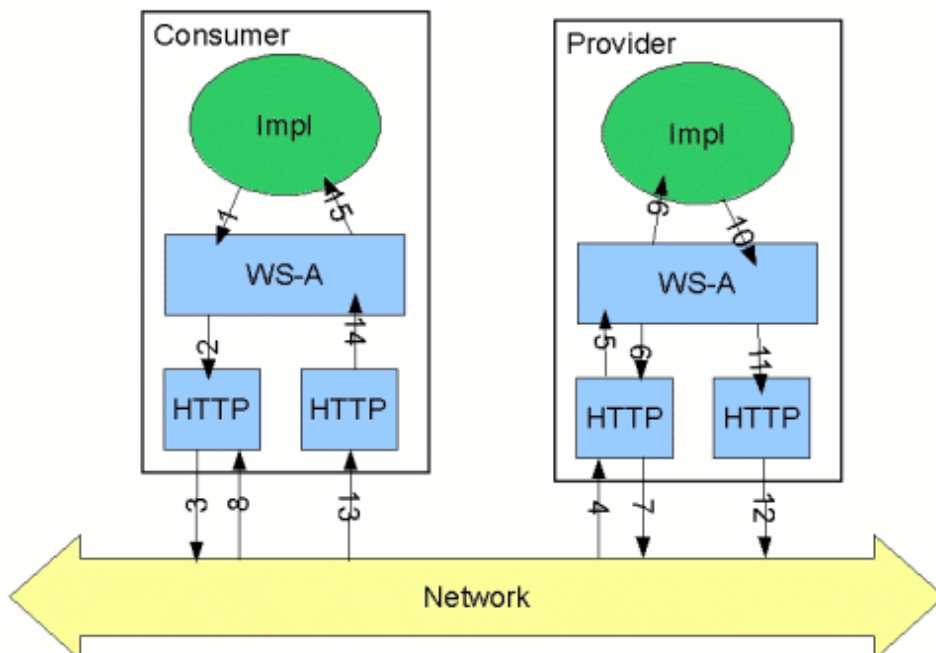 Consumer
Impl
1
15
WS-A
2
14
HTTP
HTTP
3
8
13
Provider
Impl
9
10
WS-A
5
6
11
HTTP
HTTP
4
7
12
Network